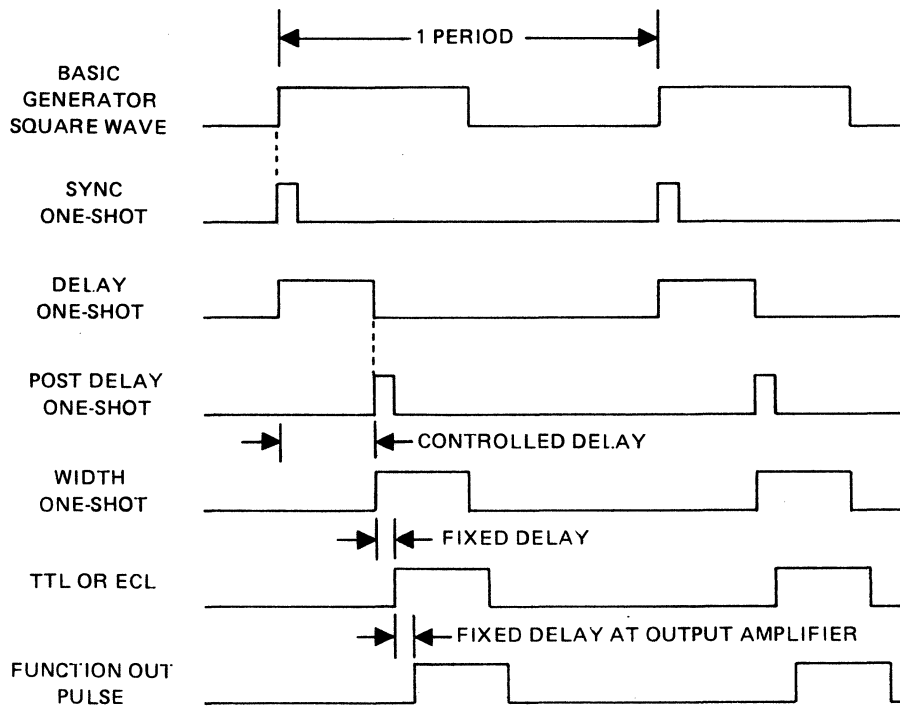 1 PERIOD
BASIC
GENERATOR
SQUARE WAVE
SYNC
ONE-SHOT
DELAY
ONE-SHOT
POST DELAY
ONE-SHOT
CONTROLLED DELAY
WIDTH
ONE-SHOT
FIXED DELAY
TTL OR ECL
FIXED DELAY AT OUTPUT AMPLIFIER
FUNCTION OUT
PULSE